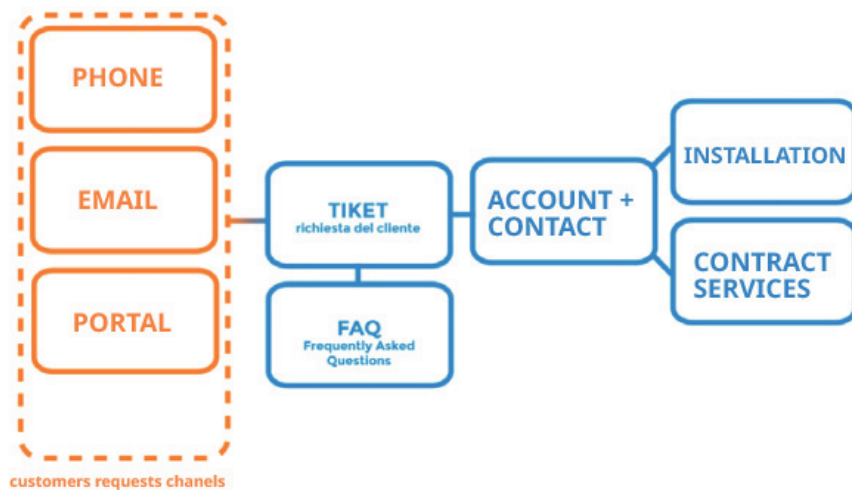 PHONE
EMAIL
PORTAL
customers requests chanels
TIKET
richiesta del cliente
FAQ
Frequently Asked
Questions
ACCOUNT +
CONTACT
INSTALLATION
CONTRACT
SERVICES